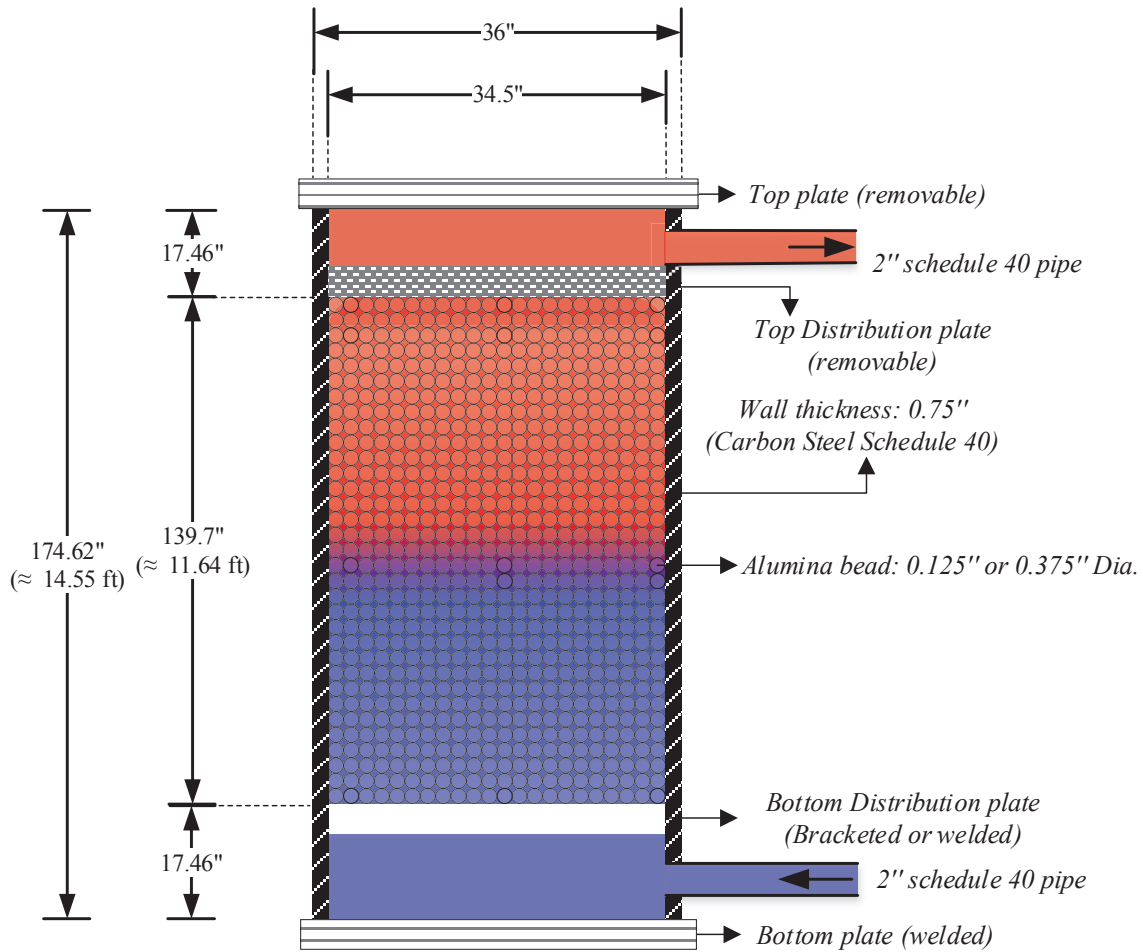 36"
34.5"
Top plate (removable)
17.46"
2" schedule 40 pipe
Top Distribution plate
(removable)
Wall thickness: 0.75"
(Carbon Steel Schedule 40)
174.62"
(≈ 14.55 ft)
139.7"
(≈ 11.64 ft)
Alumina bead: 0.125" or 0.375" Dia.
Bottom Distribution plate
(Bracketed or welded)
17.46"
2" schedule 40 pipe
Bottom plate (welded)